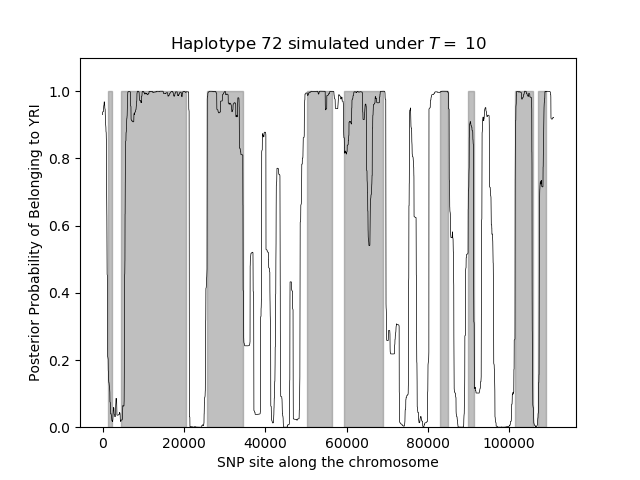 Haplotype 72 simulated under T = 10
Posterior Probability of Belonging to YRI
1.0
0.8
0.6
0.4
0.2
0.0
0 20000 40000 60000 80000 100000
SNP site along the chromosome